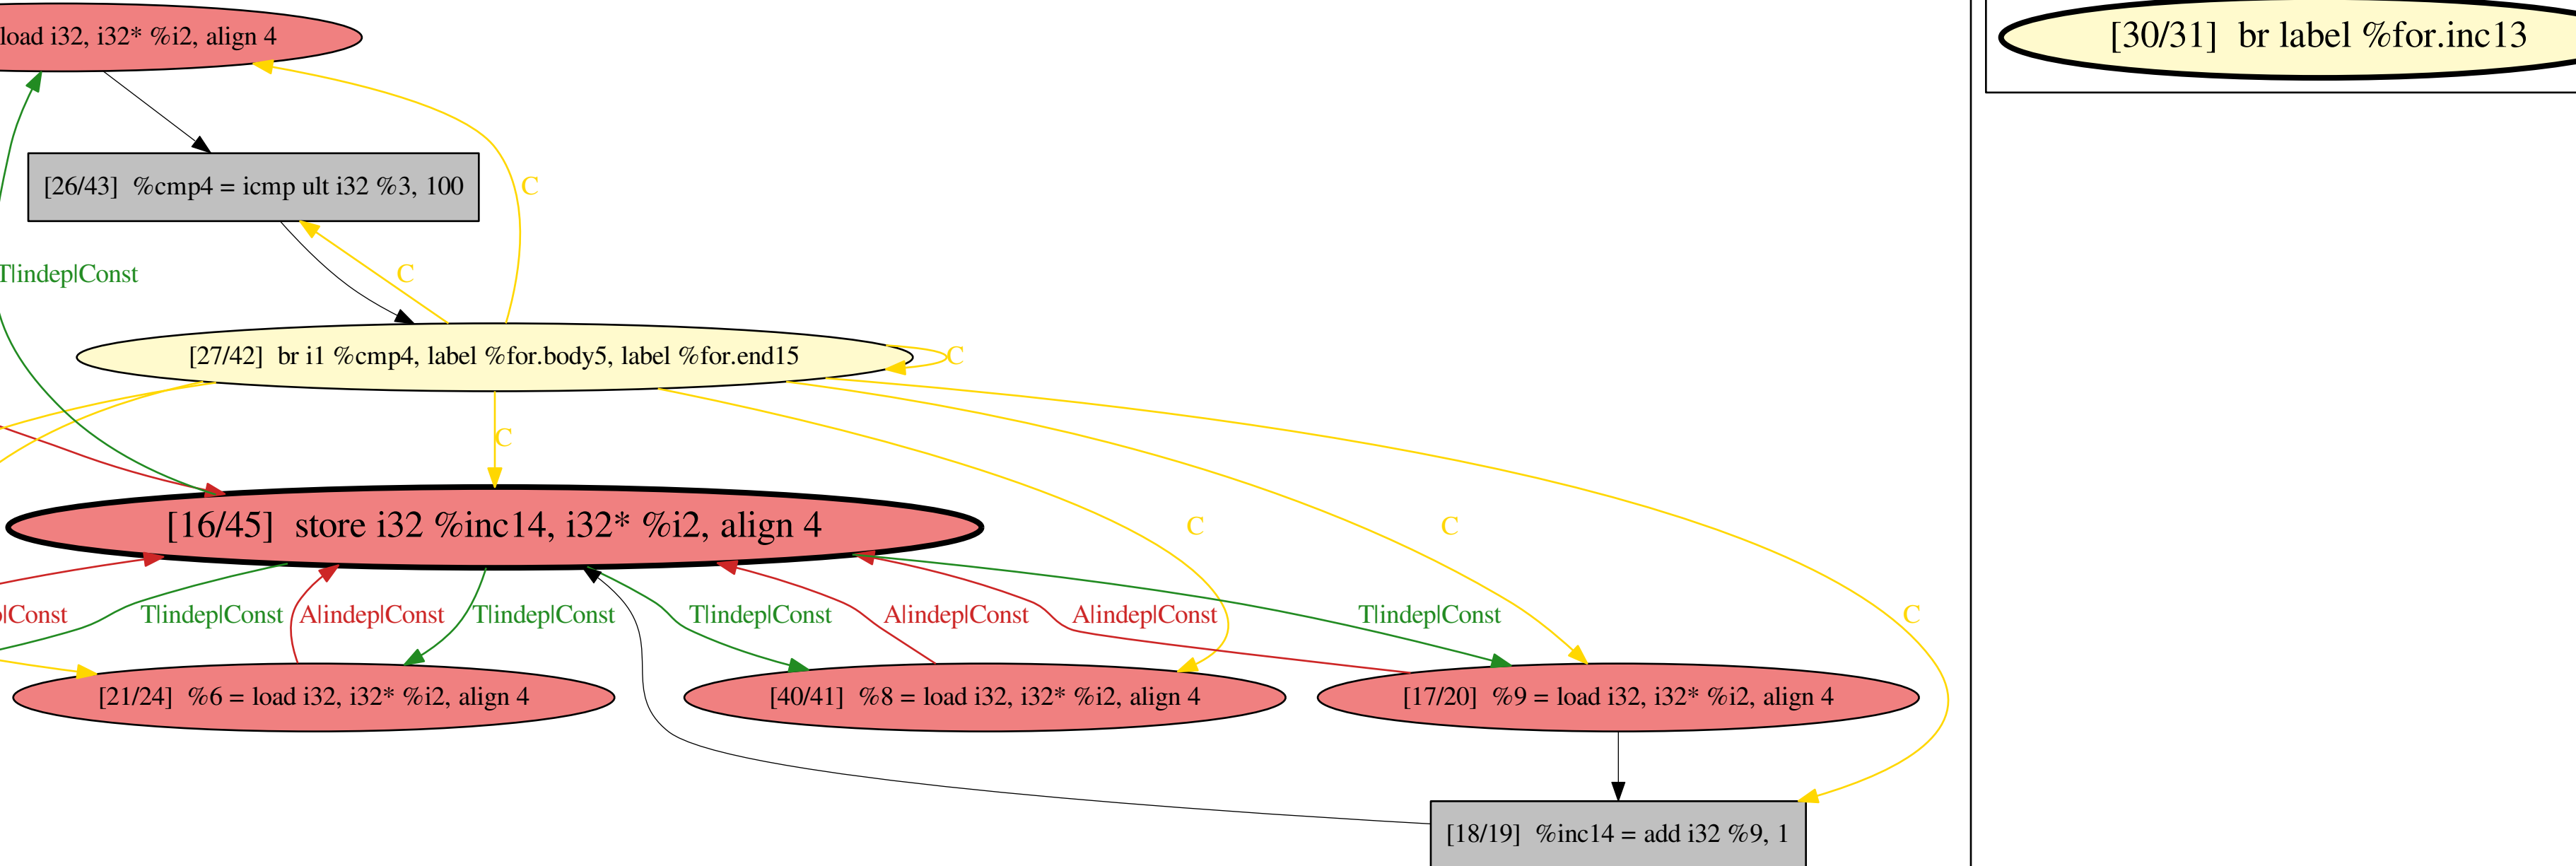 load i32, i32* %i2, align 4
[30/31]  br label %for.inc13
C
[26/43]  %cmp4 = icmp ult i32 %3, 100
T|indep|Const
C
[27/42]  br i1 %cmp4, label %for.body5, label %for.end15
C
C
[16/45]  store i32 %inc14, i32* %i2, align 4
C
C
|Const
T|indep|Const
A|indep|Const
T|indep|Const
T|indep|Const
A|indep|Const
A|indep|Const
T|indep|Const
C
[21/24]  %6 = load i32, i32* %i2, align 4
[40/41]  %8 = load i32, i32* %i2, align 4
[17/20]  %9 = load i32, i32* %i2, align 4
[18/19]  %inc14 = add i32 %9, 1